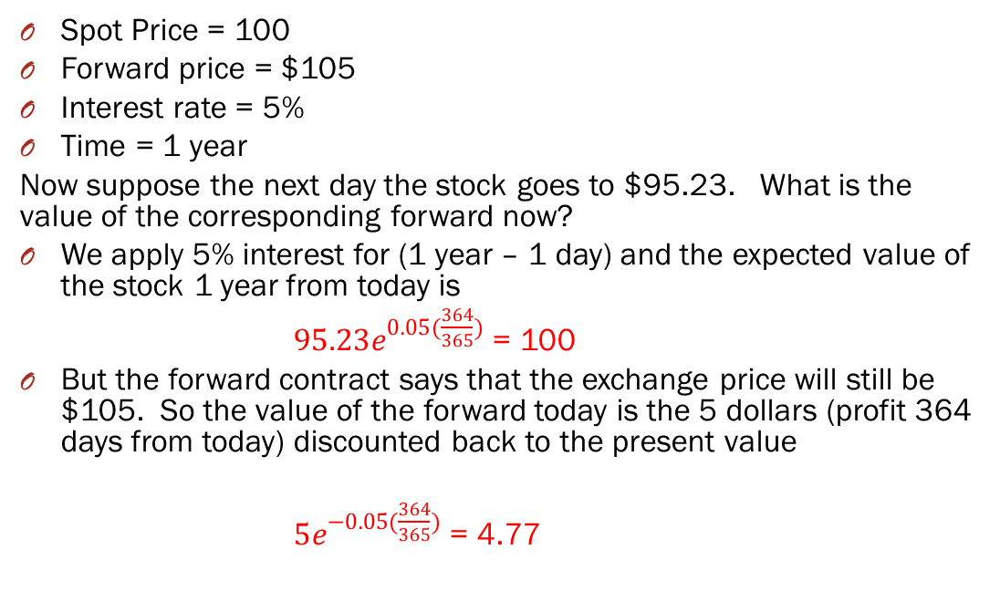 Spot Price = 100
Forward price = $105
Interest rate = 5%
Time = 1 year
Now suppose the next day the stock goes to $95.23. What is the
value of the corresponding forward now?
We apply 5% interest for (1 year – 1 day) and the expected value of
the stock 1 year from today is
95.23e^{0.05(\frac{364}{365})} = 100
But the forward contract says that the exchange price will still be
$105. So the value of the forward today is the 5 dollars (profit 364
days from today) discounted back to the present value
5e^{−0.05(\frac{364}{365})} = 4.77